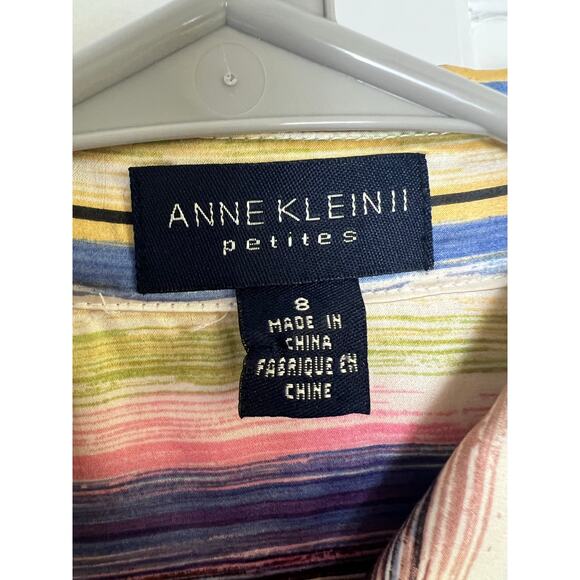 ANNE KLEIN II
petites
8
MADE IN
CHINA
FABRIQUE EN
CHINE